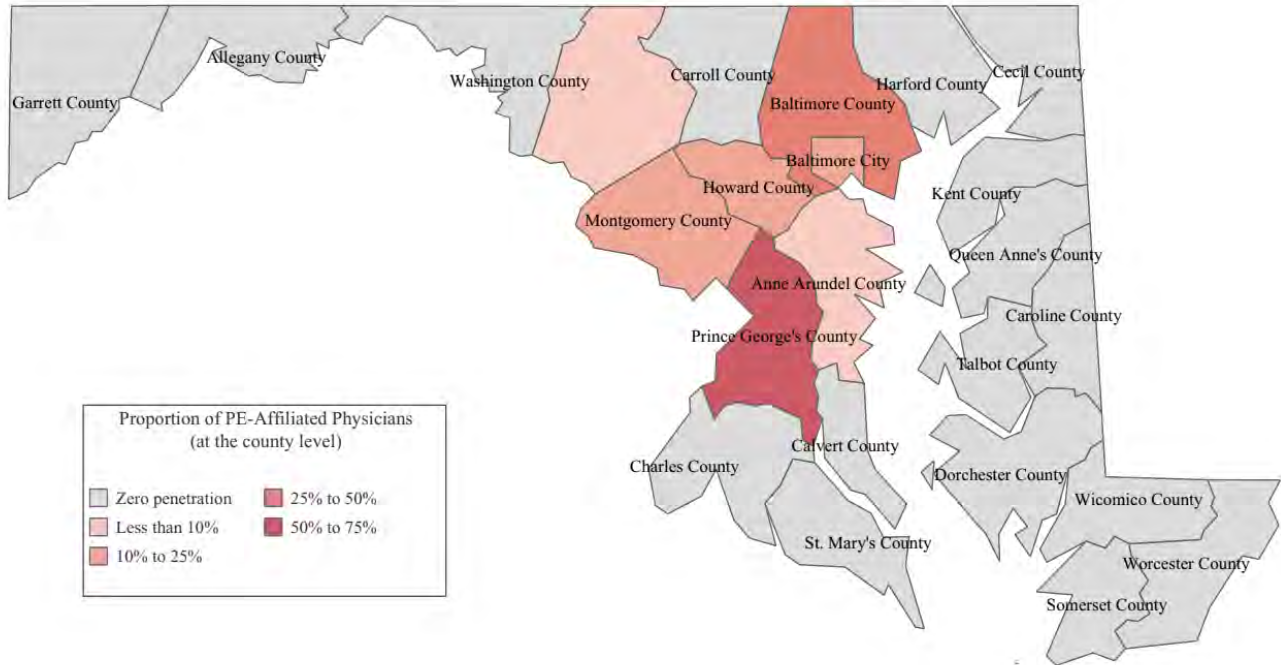 Allegany County
Garrett County
Washington County
Carroll County
Baltimore County
Harford County
Cecil County
Baltimore City
Howard County
Montgomery County
Kent County
Queen Anne's County
Anne Arundel County
Caroline County
Prince George's County
Talbot County
Calvert County
Charles County
Dorchester County
Wicomico County
St. Mary's County
Worcester County
Somerset County
Proportion of PE-Affiliated Physicians
(at the county level)
Zero penetration
25% to 50%
Less than 10%
50% to 75%
10% to 25%